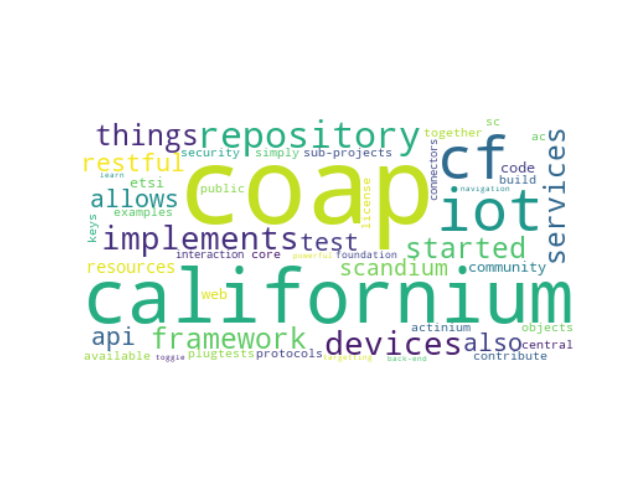 sc
things repository together ac
security simply sub-projects
restful coap cf code
learn etsi public connectors build
allows license iot navigation services
examples
keys implements test started
interaction core powerful foundation
resources scandium community
web
californium
api framework devices also actinium objects
central
available toggle plugtests protocols targetting back-end contribute